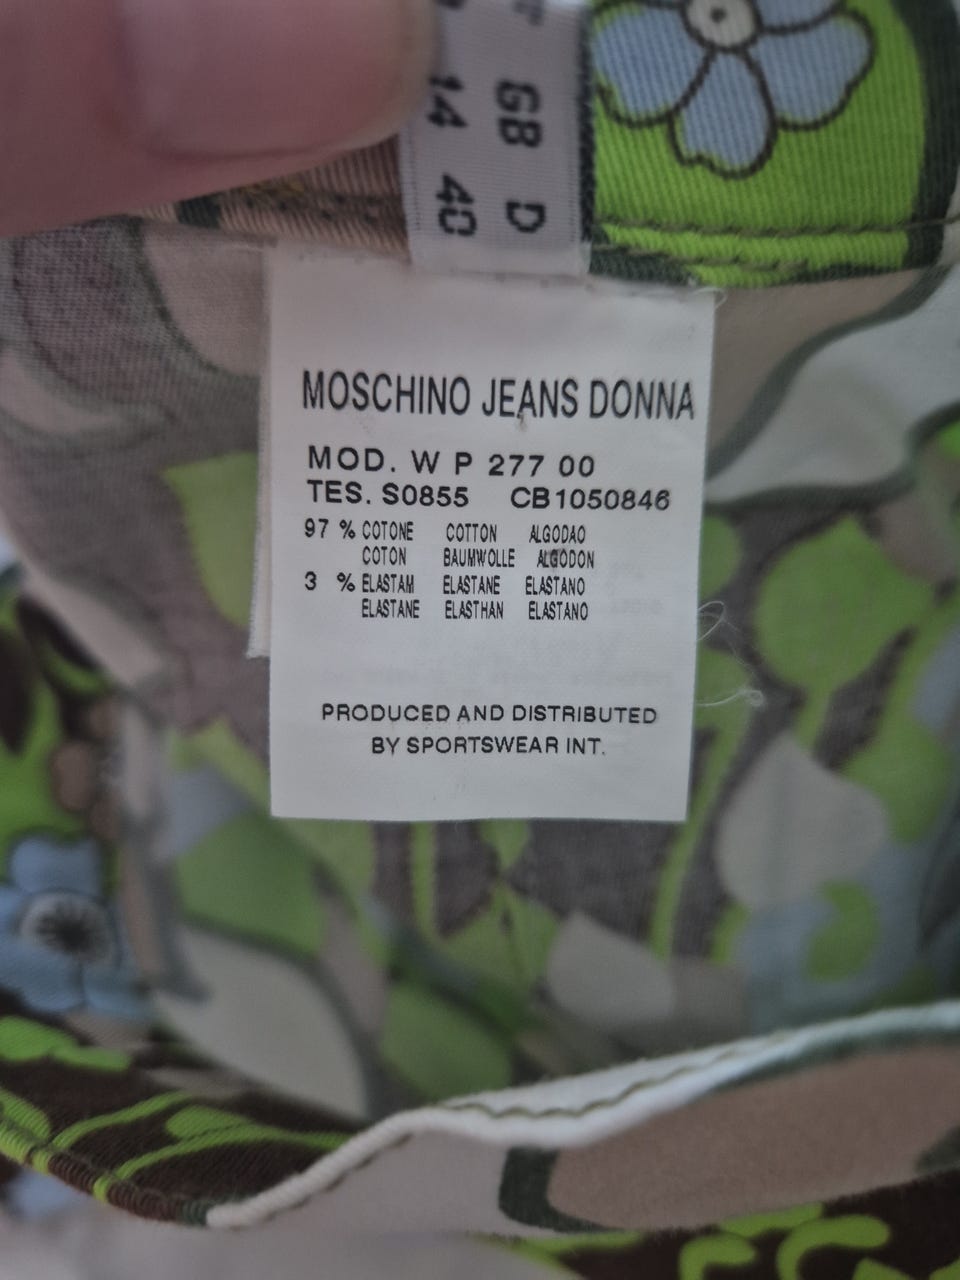 GB D
14 40
MOSCHINO JEANS DONNA
MOD. W P 277 00
TES. S0855 CB1050846
97 % COTONE COTTON ALGODAO
COTON BAUMWOLLE ALGODON
3 % ELASTAM ELASTANE ELASTANO
ELASTANE ELASTHAN ELASTANO
PRODUCED AND DISTRIBUTED
BY SPORTSWEAR INT.